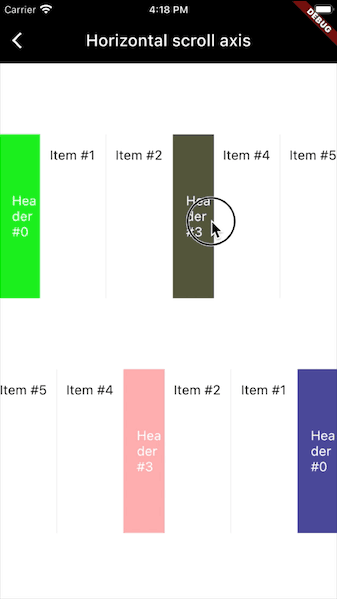 Carrier 4:18 PM
DEBUG
Horizontal scroll axis
Item #1 Item #2 Item #4 Item #5
Hea
der
#0
Hea
der
#3
Item #5 Item #4 Item #2 Item #1
Hea
der
#3
Hea
der
#0